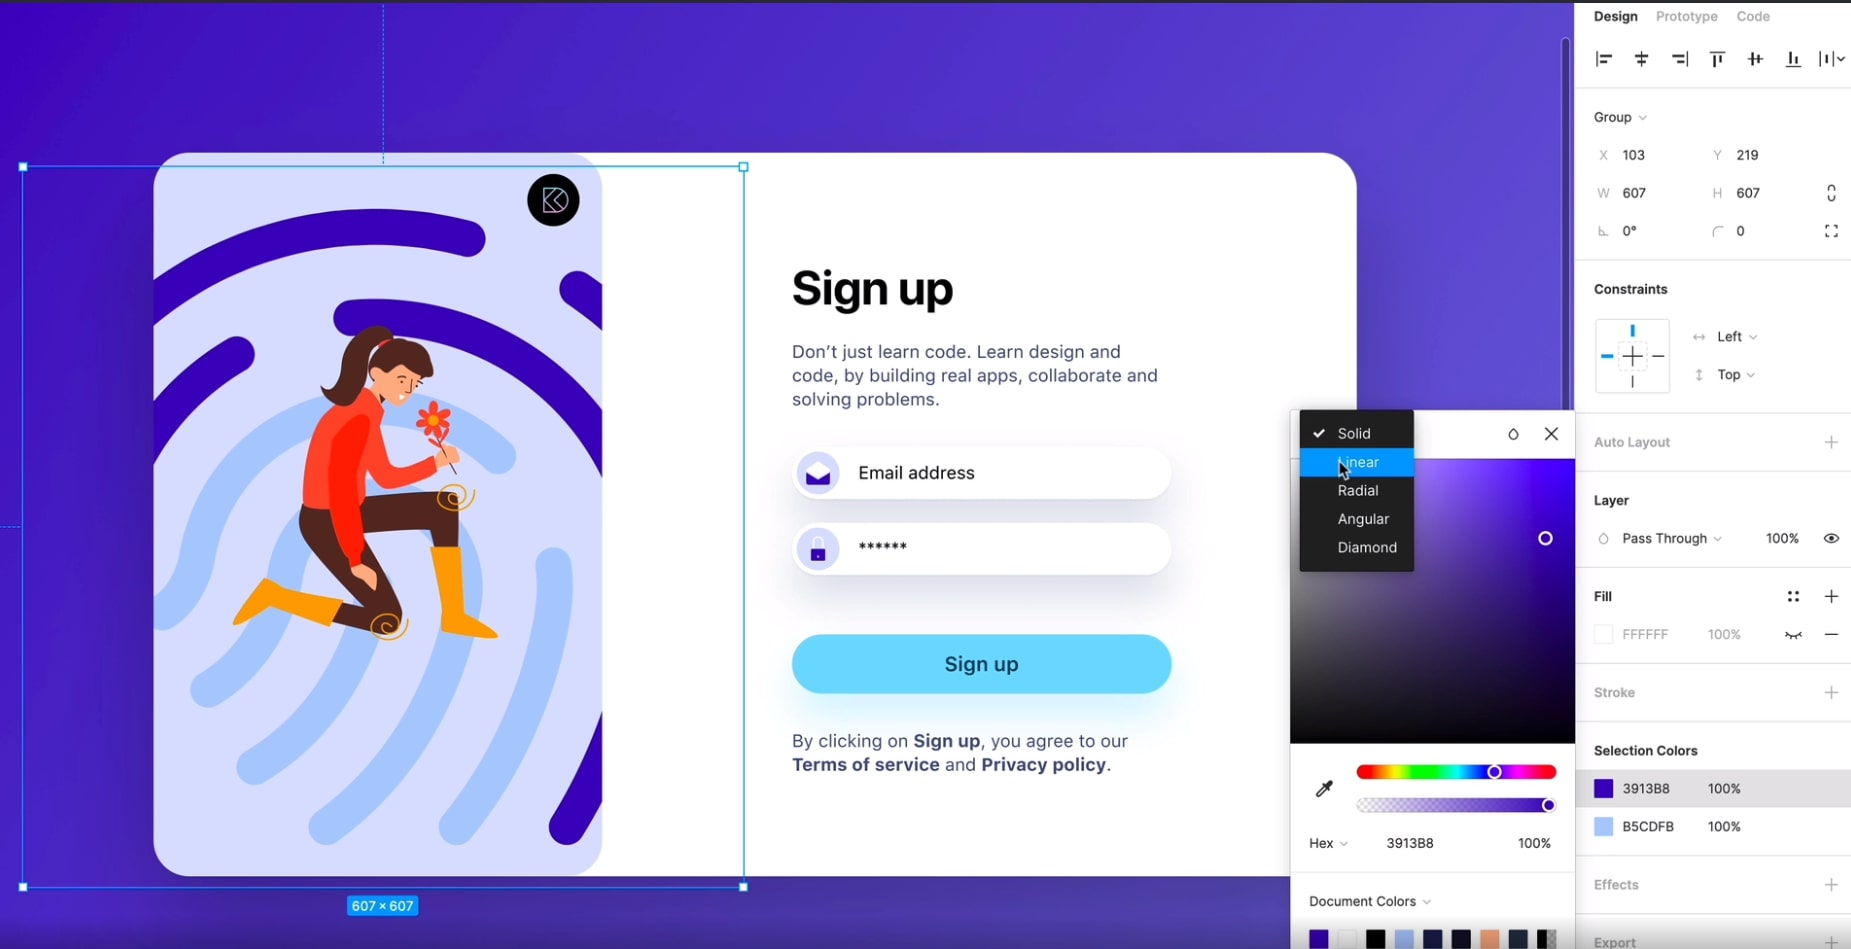 Design Prototype Code
Group
X 103 Y 219
W 607 H 607
0° 0
Constraints
Left
Top
Auto Layout
Layer
Pass Through 100%
Fill
FFFFFF 100%
Stroke
Selection Colors
3913B8 100%
B5CDFB 100%
Effects
Export
Sign up
Don’t just learn code. Learn design and
code, by building real apps, collaborate and
solving problems.
Email address
******
Sign up
By clicking on Sign up, you agree to our
Terms of service and Privacy policy.
607 × 607
Solid
Linear
Radial
Angular
Diamond
Hex 3913B8 100%
Document Colors